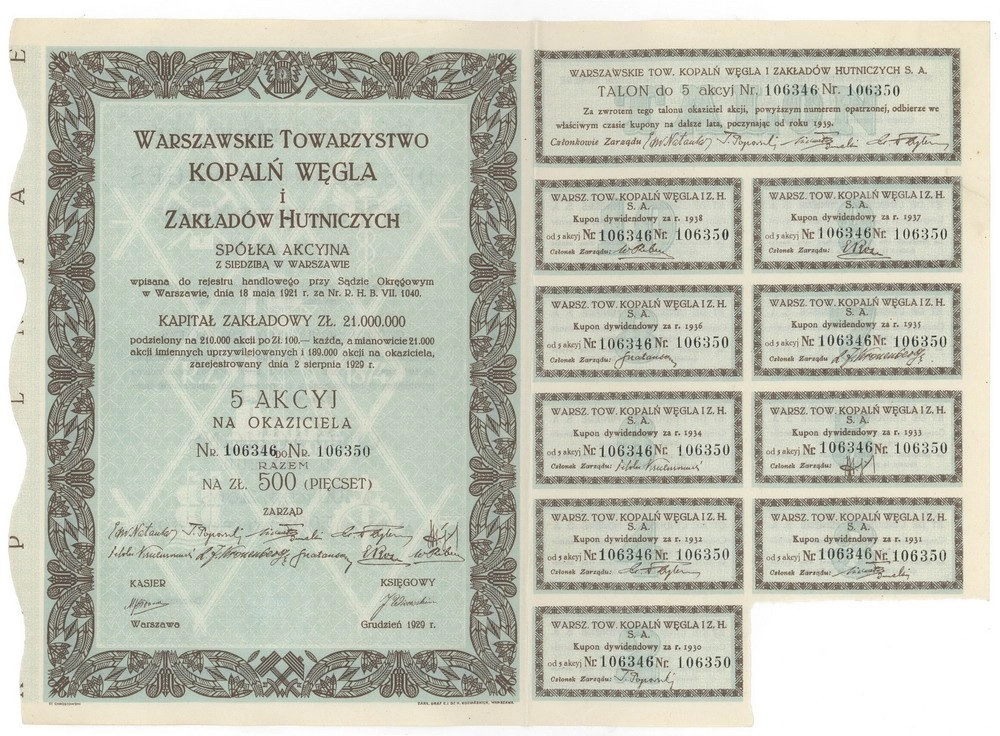 WARSZAWSKIE TOWARZYSTWO
KOPALŃ WĘGLA
I
ZAKŁADÓW HUTNICZYCH
SPÓŁKA AKCYJNA
Z SIEDZIBĄ W WARSZAWIE
wpisana do rejestru handlowego przy Sądzie Okręgowym
w Warszawie, dnia 18 maja 1921 r. za Nr. R. H. B. VII. 1040.
KAPITAŁ ZAKŁADOWY ZŁ. 21.000.000
podzielony na 210.000 akcji po Zł. 100.— każda, a mianowicie 21.000
akcji imiennych uprzywilejowanych i 189.000 akcji na okaziciela,
zarejestrowany dnia 2 sierpnia 1929 r.
5 AKCYJ
NA OKAZICIELA
NR. 106346 DO NR. 106350
RAZEM
NA ZŁ. 500 (PIĘCSET)
ZARZĄD
KASJER
KSIĘGOWY
Warszawa
Grudzień 1929 r.
WARSZAWSKIE TOW. KOPALŃ WĘGLA I ZAKŁADÓW HUTNICZYCH S. A.
TALON do 5 akcyj Nr. 106346 Nr. 106350
Za zwrotem tego talonu okaziciel akcji, powyższym numerem opatrzonej, odbierze we
właściwym czasie kupony na dalsze lata, poczynając od roku 1939.
Członkowie Zarządu
WARSZ. TOW. KOPALŃ WĘGLA I Z. H.
S. A.
Kupon dywidendowy za r. 1938
od 5 akcyj Nr. 106346 Nr. 106350
Członek Zarządu:
WARSZ. TOW. KOPALŃ WĘGLA I Z. H.
S. A.
Kupon dywidendowy za r. 1937
od 5 akcyj Nr. 106346 Nr. 106350
Członek Zarządu:
WARSZ. TOW. KOPALŃ WĘGLA I Z. H.
S. A.
Kupon dywidendowy za r. 1936
od 5 akcyj Nr. 106346 Nr. 106350
Członek Zarządu:
WARSZ. TOW. KOPALŃ WĘGLA I Z. H.
S. A.
Kupon dywidendowy za r. 1935
od 5 akcyj Nr. 106346 Nr. 106350
Członek Zarządu:
WARSZ. TOW. KOPALŃ WĘGLA I Z. H.
S. A.
Kupon dywidendowy za r. 1934
od 5 akcyj Nr. 106346 Nr. 106350
Członek Zarządu:
WARSZ. TOW. KOPALŃ WĘGLA I Z. H.
S. A.
Kupon dywidendowy za r. 1933
od 5 akcyj Nr. 106346 Nr. 106350
Członek Zarządu:
WARSZ. TOW. KOPALŃ WĘGLA I Z. H.
S. A.
Kupon dywidendowy za r. 1932
od 5 akcyj Nr. 106346 Nr. 106350
Członek Zarządu:
WARSZ. TOW. KOPALŃ WĘGLA I Z. H.
S. A.
Kupon dywidendowy za r. 1931
od 5 akcyj Nr. 106346 Nr. 106350
Członek Zarządu:
WARSZ. TOW. KOPALŃ WĘGLA I Z. H.
S. A.
Kupon dywidendowy za r. 1930
od 5 akcyj Nr. 106346 Nr. 106350
Członek Zarządu: